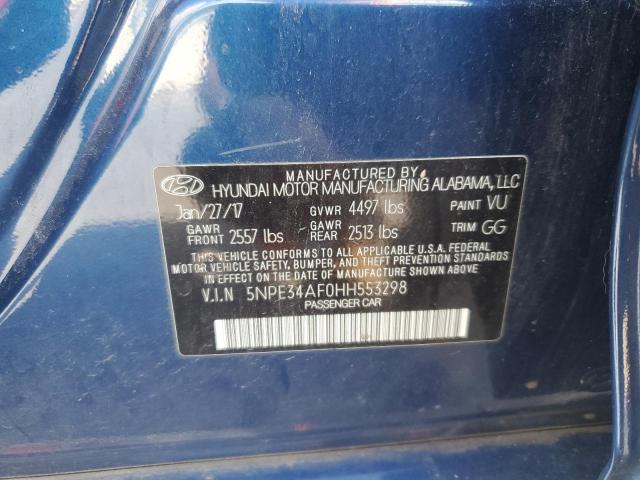 MANUFACTURED BY
HYUNDAI MOTOR MANUFACTURING ALABAMA, LLC
Jan/27/17 GVWR 4497 lbs PAINT VU
GAWR FRONT 2557 lbs GAWR REAR 2513 lbs TRIM GG
THIS VEHICLE CONFORMS TO ALL APPLICABLE U.S.A. FEDERAL
MOTOR VEHICLE SAFETY, BUMPER, AND THEFT PREVENTION STANDARDS
IN EFFECT ON THE DATE OF MANUFACTURE SHOWN ABOVE.
V.I.N 5NPE34AF0HH553298
PASSENGER CAR